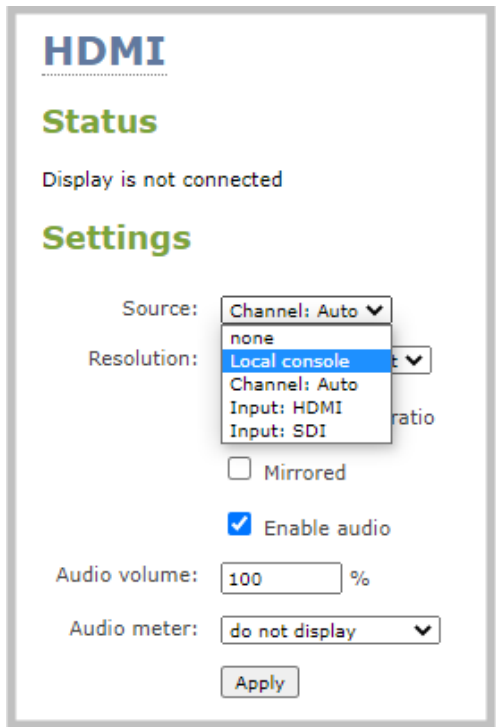 HDMI
Status
Display is not connected
Settings
Source: Channel: Auto
none
Resolution: Local console
Channel: Auto
Input: HDMI
ratio
Input: SDI
Mirrored
Enable audio
Audio volume: 100 %
Audio meter: do not display
Apply